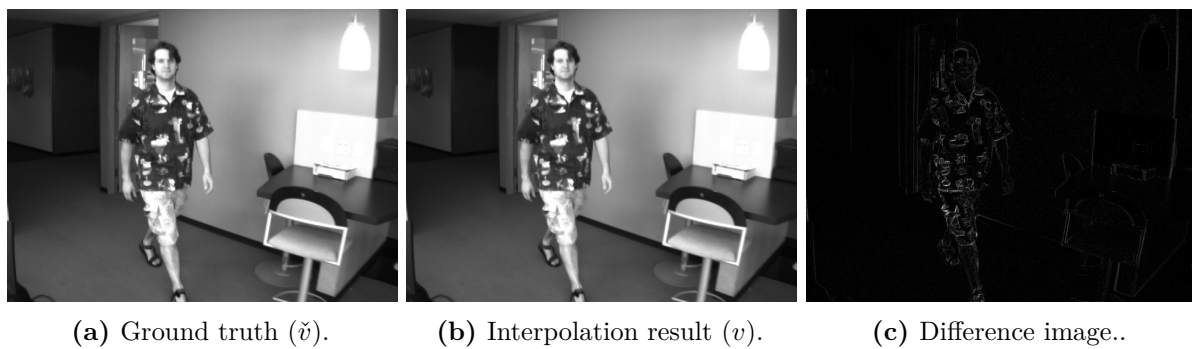 (a) Ground truth (v̌).
(b) Interpolation result (v).
(c) Difference image..